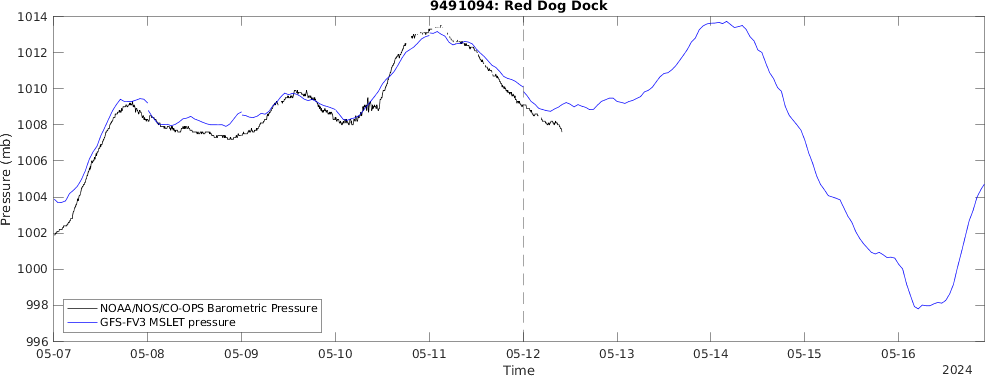 9491094: Red Dog Dock
Pressure (mb)
1014
1012
1010
1008
1006
1004
1002
1000
998
996
NOAA/NOS/CO-OPS Barometric Pressure
GFS-FV3 MSLET pressure
05-07 05-08 05-09 05-10 05-11 05-12 05-13 05-14 05-15 05-16
Time
2024